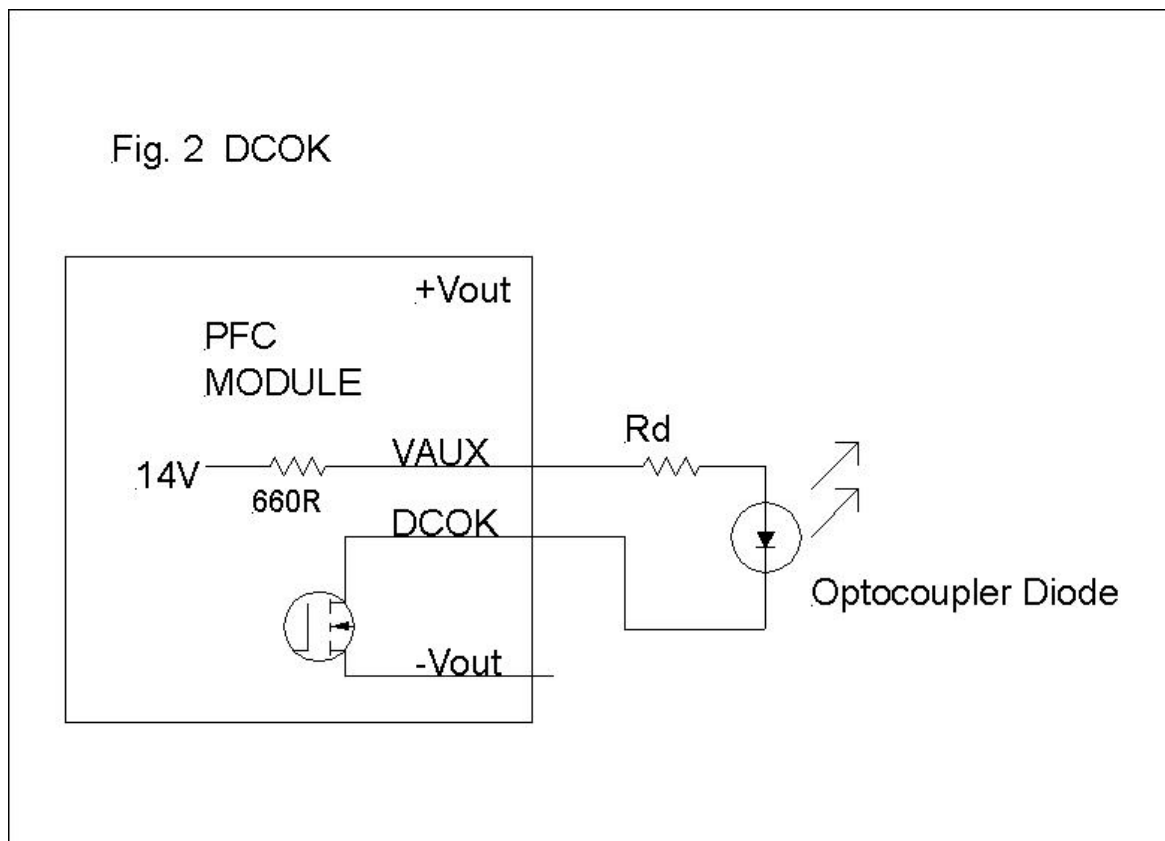 Fig. 2 DCOK
+Vout
PFC
MODULE
Rd
VAUX
14V
660R
DCOK
Optocoupler Diode
-Vout